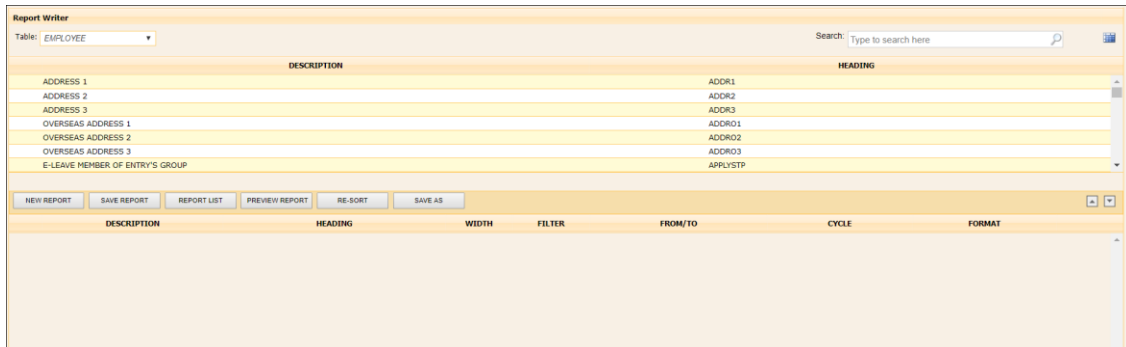 Report Writer
Table: EMPLOYEE Search: Type to search here
DESCRIPTION HEADING
ADDRESS 1 ADDR1
ADDRESS 2 ADDR2
ADDRESS 3 ADDR3
OVERSEAS ADDRESS 1 ADDRO1
OVERSEAS ADDRESS 2 ADDRO2
OVERSEAS ADDRESS 3 ADDRO3
E-LEAVE MEMBER OF ENTRY'S GROUP APPLYSTP
NEW REPORT SAVE REPORT REPORT LIST PREVIEW REPORT RE-SORT SAVE AS
DESCRIPTION HEADING WIDTH FILTER FROM/TO CYCLE FORMAT